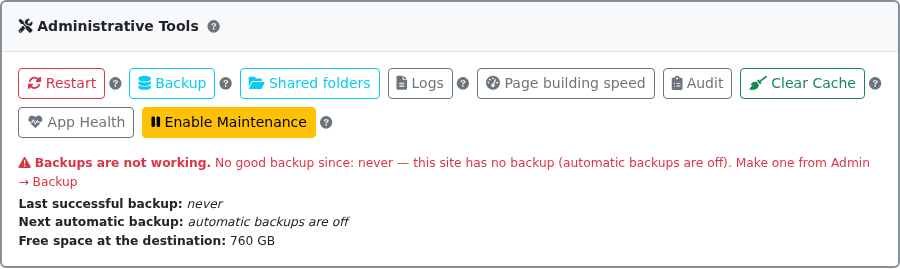 Administrative Tools ?
Restart ? Backup ? Shared folders Logs ? Page building speed Audit Clear Cache ?
App Health Enable Maintenance ?
Backups are not working. No good backup since: never — this site has no backup (automatic backups are off). Make one from Admin
→ Backup
Last successful backup: never
Next automatic backup: automatic backups are off
Free space at the destination: 760 GB